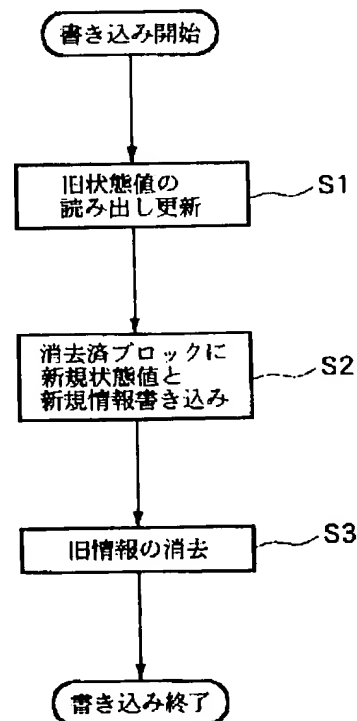 書き込み開始
旧状態値の
読み出し更新
S1
消去済ブロックに
新規状態値と
新規情報書き込み
S2
旧情報の消去
S3
書き込み終了